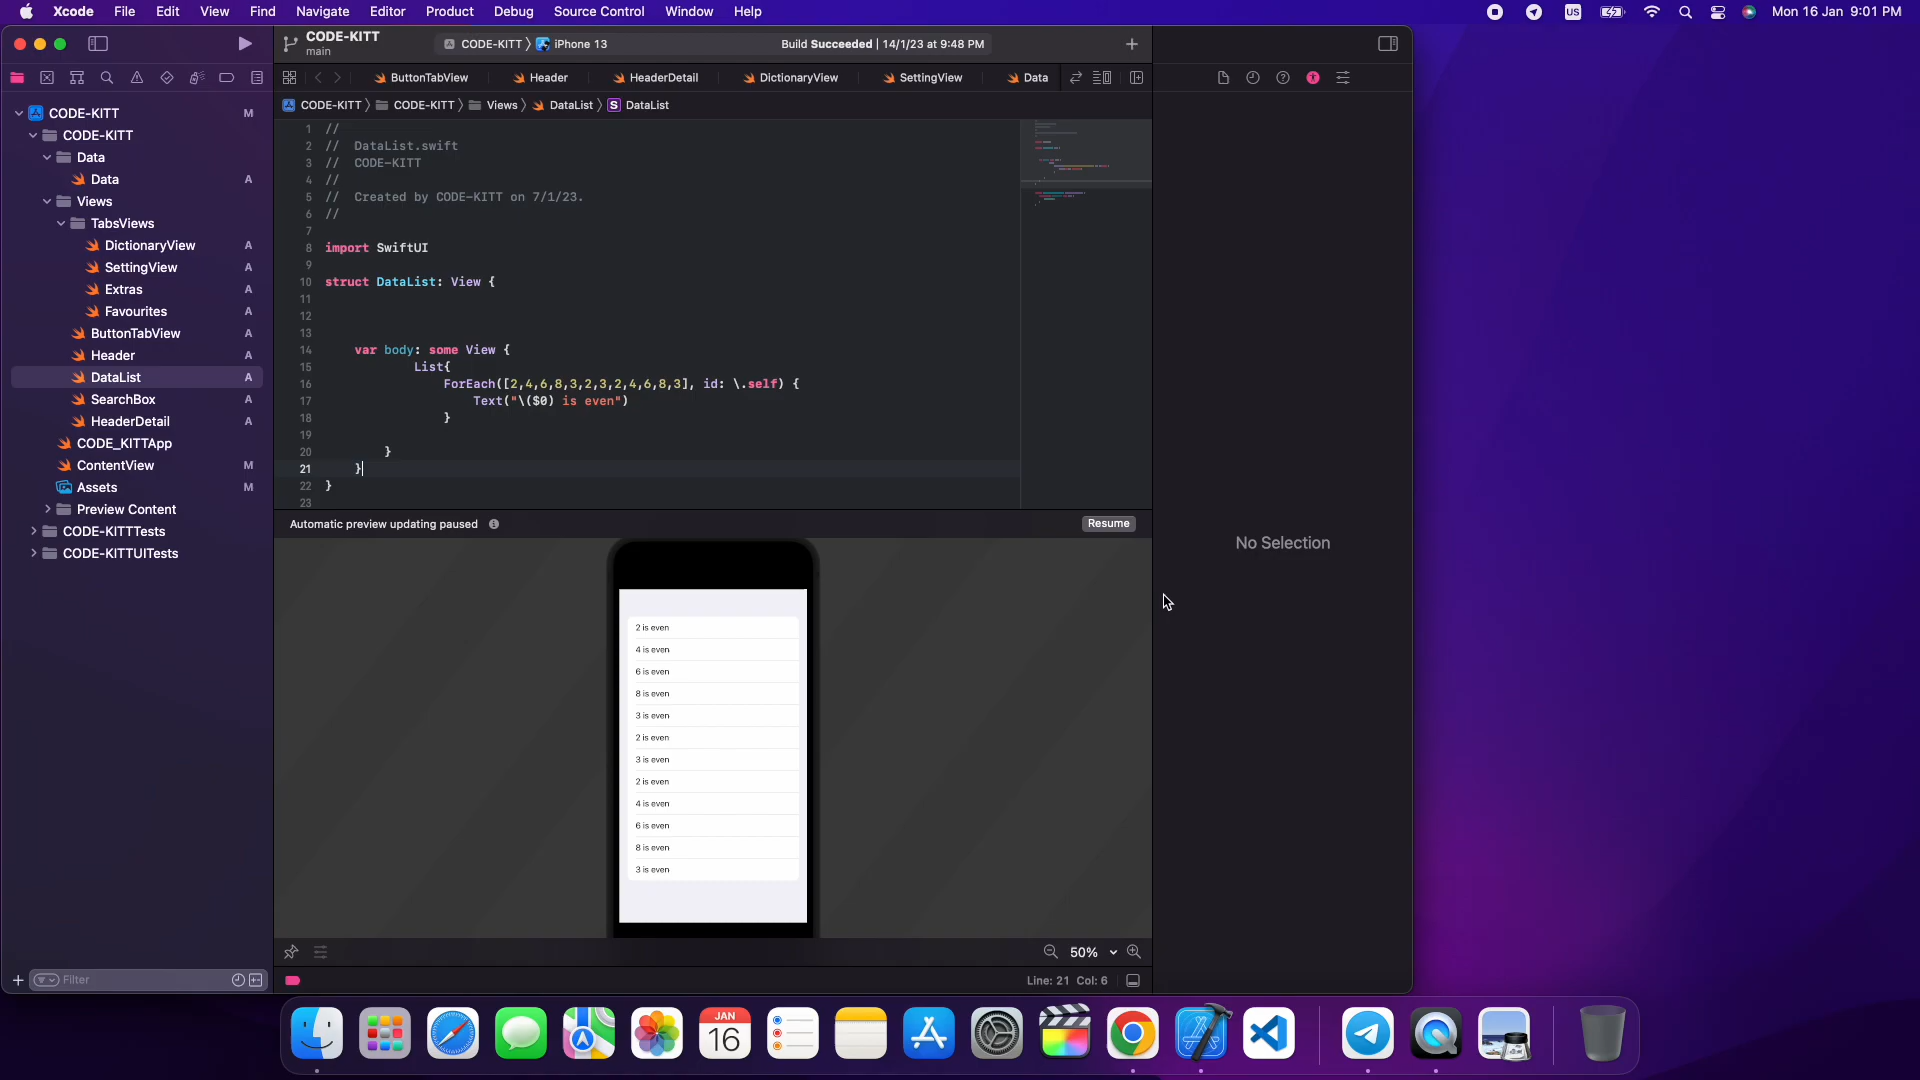 Xcode File Edit View Find Navigate Editor Product Debug Source Control Window Help US Mon 16 Jan 9:01 PM
CODE-KITT
main
CODE-KITT iPhone 13 Build Succeeded | 14/1/23 at 9:48 PM
ButtonTabView Header HeaderDetail DictionaryView SettingView Data
CODE-KITT CODE-KITT Views DataList S DataList
CODE-KITT M
CODE-KITT
Data
Data A
Views
TabsViews
DictionaryView A
SettingView A
Extras A
Favourites A
ButtonTabView A
Header A
DataList A
SearchBox A
HeaderDetail A
CODE_KITTApp
ContentView M
Assets M
Preview Content
CODE-KITTTests
CODE-KITTUITests
Filter
1 //
2 // DataList.swift
3 // CODE-KITT
4 //
5 // Created by CODE-KITT on 7/1/23.
6 //
7
8 import SwiftUI
9
10 struct DataList: View {
11
12
13
14 var body: some View {
15 List{
16 ForEach([2,4,6,8,3,2,3,2,4,6,8,3], id: \.self) {
17 Text("\($0) is even")
18 }
19
20 }
21 }
22 }
23
Automatic preview updating paused Resume
2 is even
4 is even
6 is even
8 is even
3 is even
2 is even
3 is even
2 is even
4 is even
6 is even
8 is even
3 is even
50%
Line: 21 Col: 6
No Selection
JAN
16